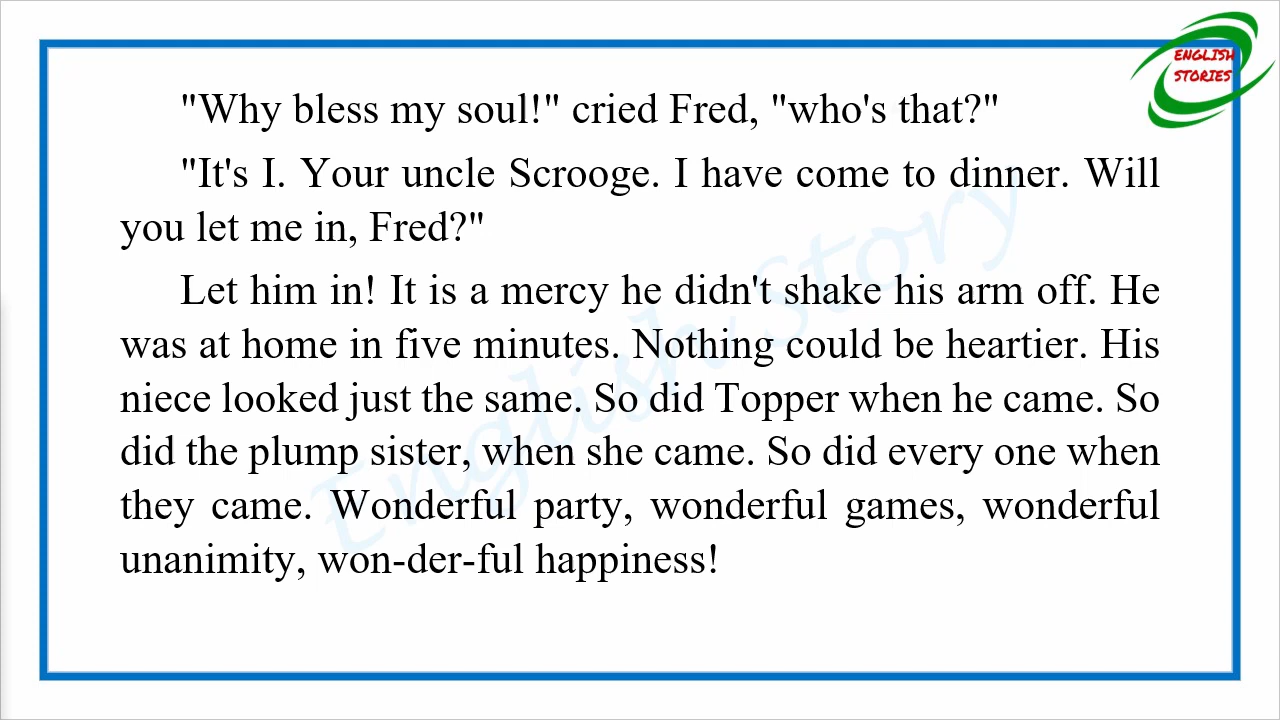 ENGLISH
STORIES
"Why bless my soul!" cried Fred, "who's that?"
"It's I. Your uncle Scrooge. I have come to dinner. Will
you let me in, Fred?"
Let him in! It is a mercy he didn't shake his arm off. He
was at home in five minutes. Nothing could be heartier. His
niece looked just the same. So did Topper when he came. So
did the plump sister, when she came. So did every one when
they came. Wonderful party, wonderful games, wonderful
unanimity, won-der-ful happiness!
English Story